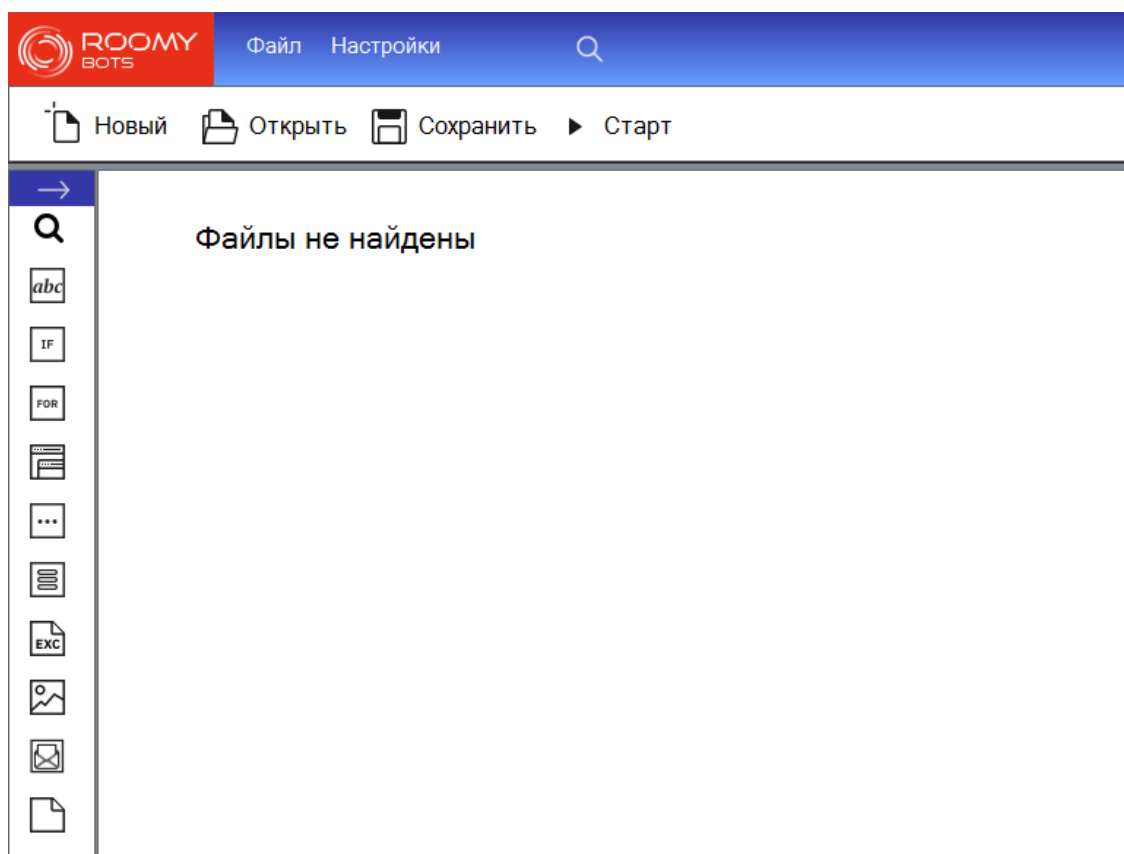 ROOMY
BOTS
Файл Настройки
Новый Открыть Сохранить Старт
Файлы не найдены
abc
IF
FOR
EXC